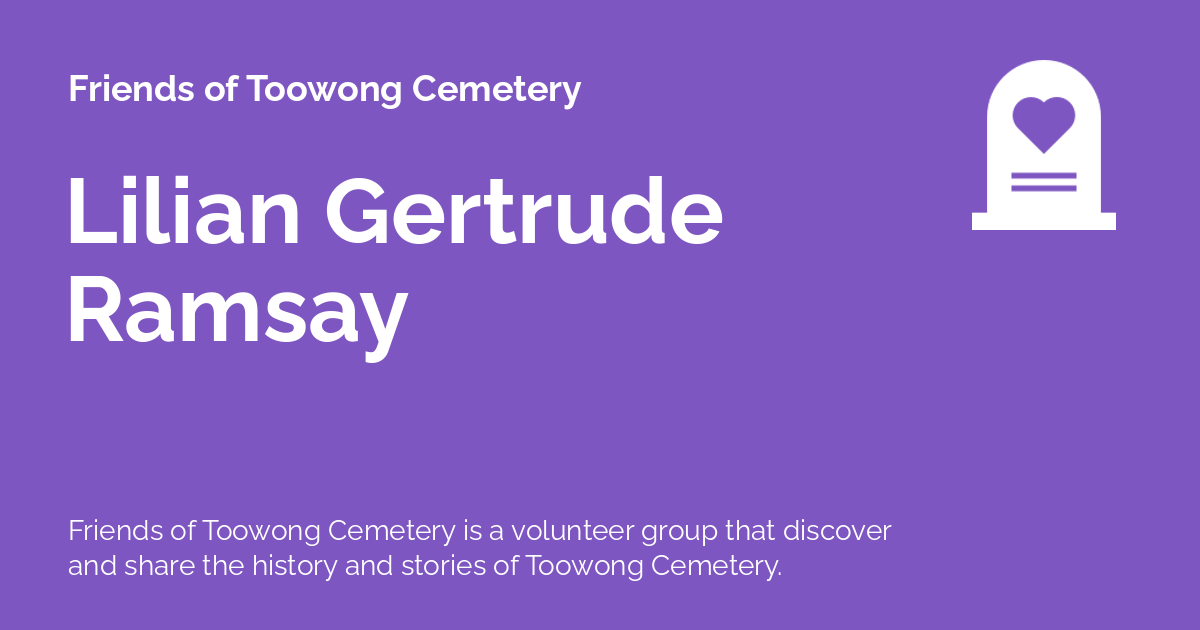 Friends of Toowong Cemetery
Lilian Gertrude
Ramsay
Friends of Toowong Cemetery is a volunteer group that discover
and share the history and stories of Toowong Cemetery.